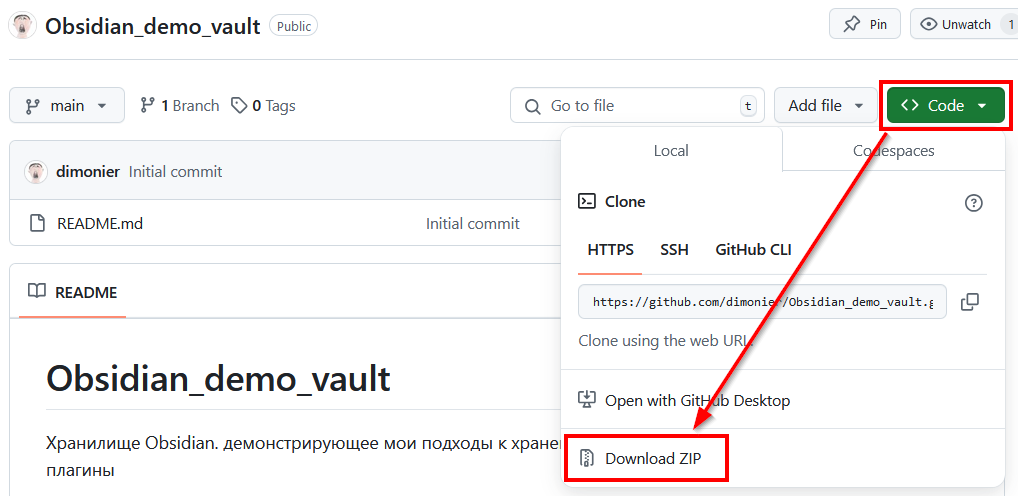 Obsidian_demo_vault Public Pin Unwatch 1
main 1 Branch 0 Tags Go to file t Add file Code
Local Codespaces
dimonier Initial commit
Clone
README.md Initial commit
HTTPS SSH GitHub CLI
README
https://github.com/dimonier/Obsidian_demo_vault.g
Clone using the web URL.
Obsidian_demo_vault
Open with GitHub Desktop
Хранилище Obsidian. демонстрирующее мои подходы к
плагины
Download ZIP